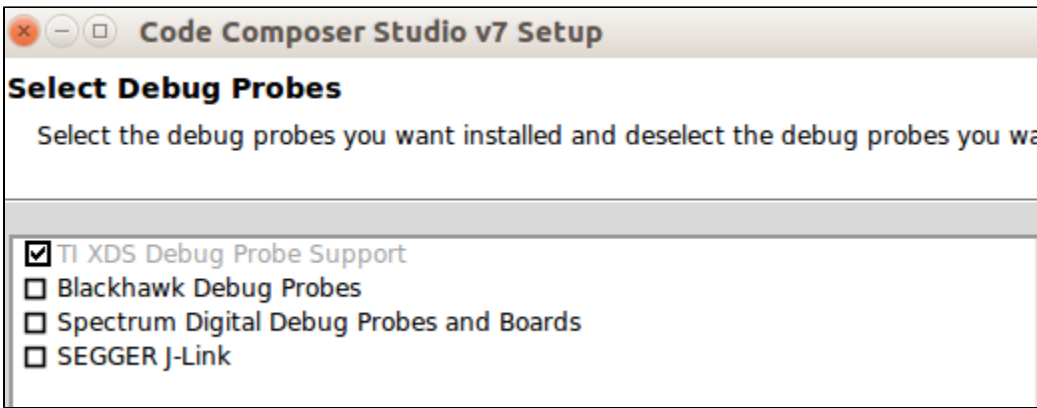 Code Composer Studio v7 Setup
Select Debug Probes
Select the debug probes you want installed and deselect the debug probes you
TI XDS Debug Probe Support
Blackhawk Debug Probes
Spectrum Digital Debug Probes and Boards
SEGGER J-Link